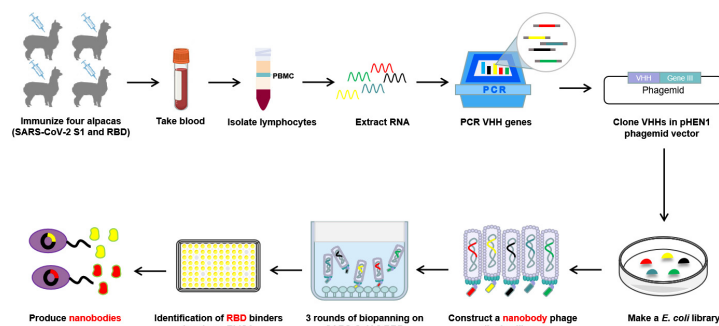 Immunize four alpacas
(SARS-CoV-2 S1 and RBD)
Take blood
PBMC
Isolate lymphocytes
Extract RNA
PCR
PCR VHH genes
VHH
Gene III
Phagemid
Clone VHHs in pHEN1
phagemid vector
Produce nanobodies
Identification of RBD binders
3 rounds of biopanning on
Construct a nanobody phage
Make a E. coli library